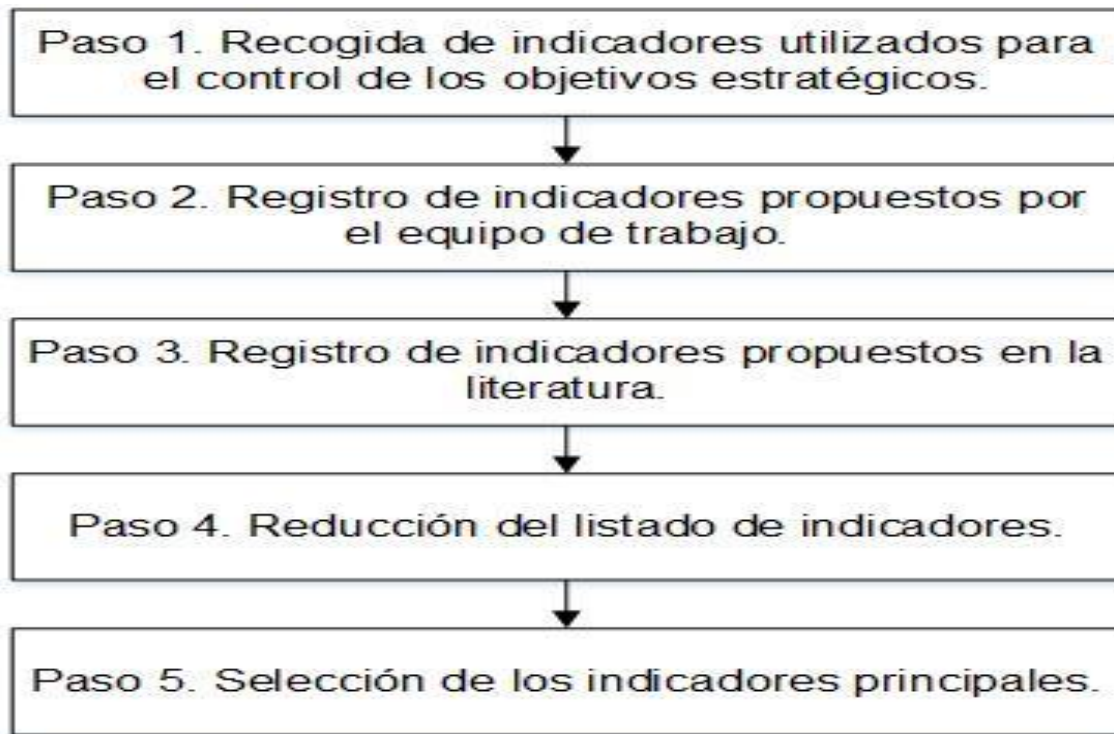 Paso 1. Recogida de indicadores utilizados para
el control de los objetivos estratégicos.
Paso 2. Registro de indicadores propuestos por
el equipo de trabajo.
Paso 3. Registro de indicadores propuestos en la
literatura.
Paso 4. Reducción del listado de indicadores.
Paso 5. Selección de los indicadores principales.